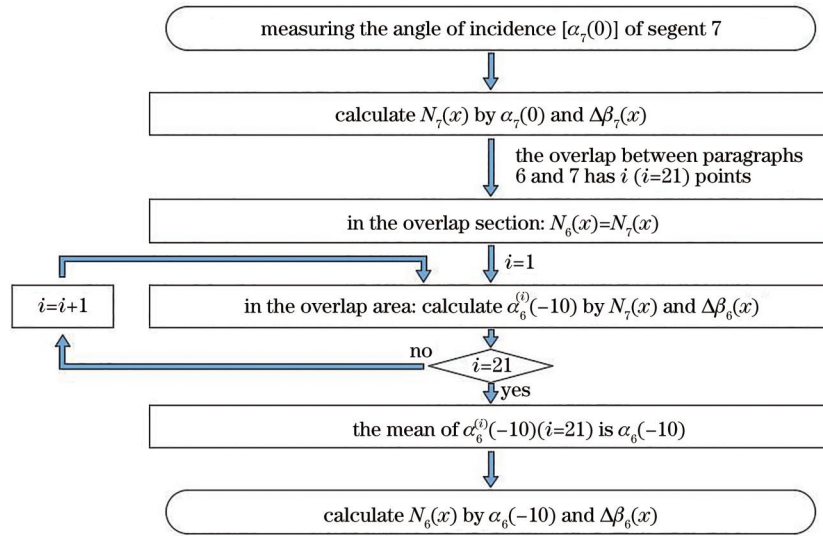 measuring the angle of incidence [α₇(0)] of segent 7
calculate N₇(x) by α₇(0) and Δβ₇(x)
the overlap between paragraphs
6 and 7 has i (i=21) points
in the overlap section: N₆(x)=N₇(x)
i=1
i=i+1
in the overlap area: calculate α₆⁽ⁱ⁾(−10) by N₇(x) and Δβ₆(x)
no
i=21
yes
the mean of α₆⁽ⁱ⁾(−10)(i=21) is α₆(−10)
calculate N₆(x) by α₆(−10) and Δβ₆(x)